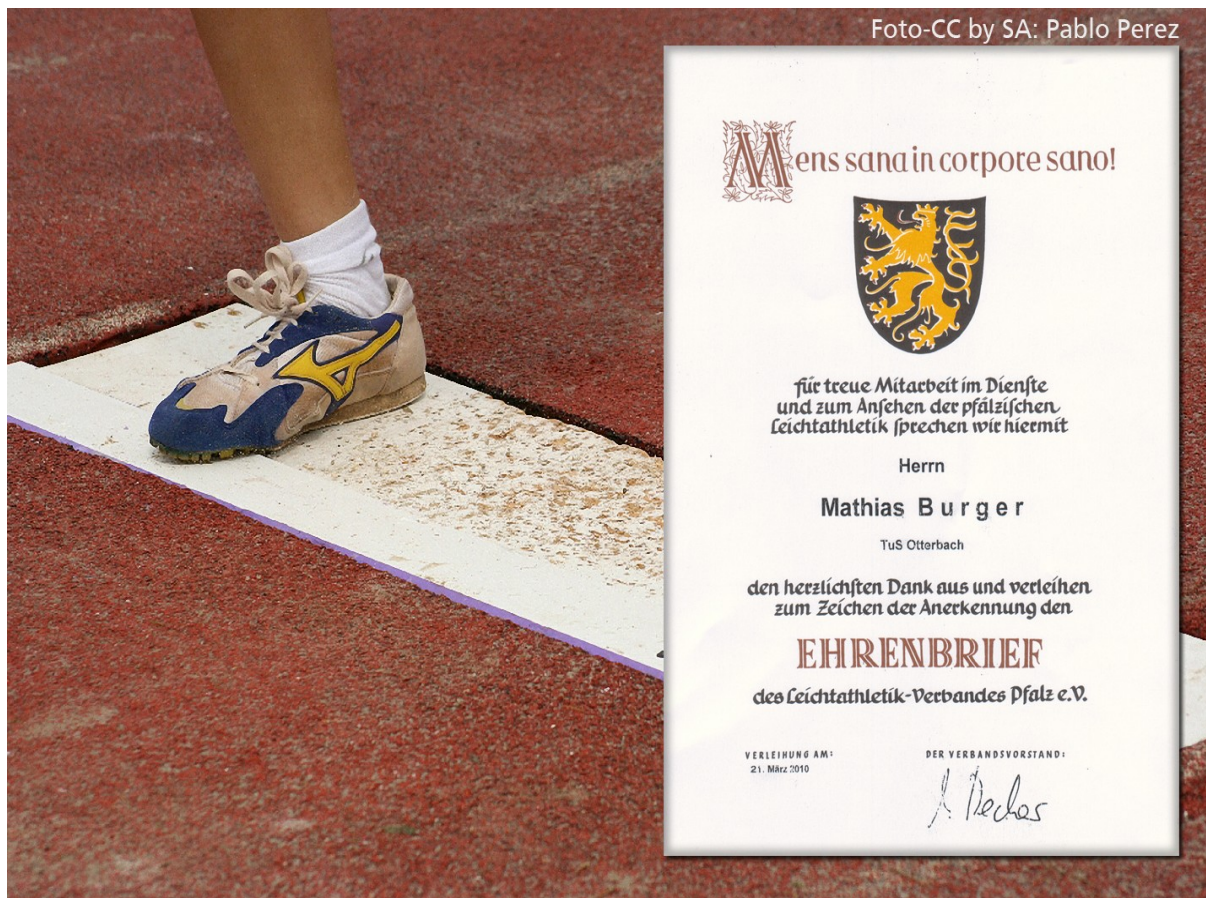 Foto-CC by SA: Pablo Perez
Mens sana in corpore sano!
für treue Mitarbeit im Dienste
und zum Ansehen der pfälzischen
Leichtathletik sprechen wir hiermit
Herrn
Mathias Burger
TuS Otterbach
den herzlichsten Dank aus und verleihen
zum Zeichen der Anerkennung den
EHRENBRIEF
des Leichtathletik-Verbandes Pfalz e.V.
VERLEIHUNG AM:
21. März 2010
DER VERBANDSVORSTAND: